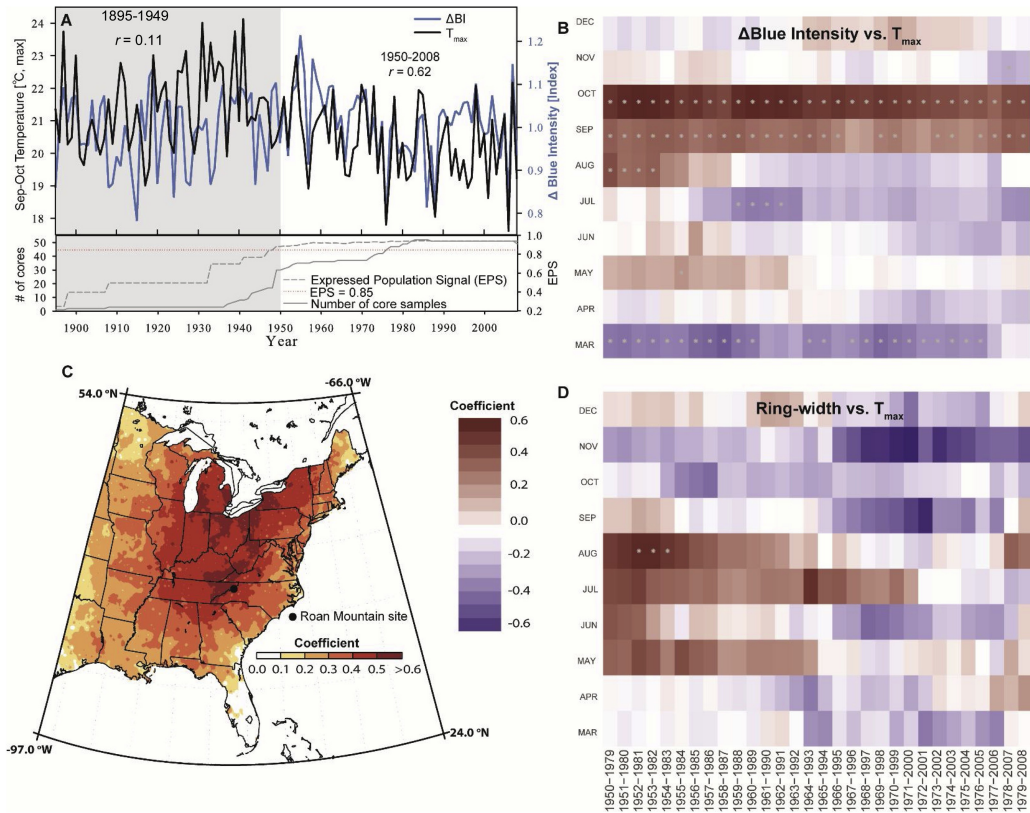 A
1895-1949
r = 0.11
ΔBI
Tmax
1950-2008
r = 0.62
Sep-Oct Temperature [°C, max]
24
23
22
21
20
19
18
Δ Blue Intensity [Index]
1.2
1.1
1.0
0.9
0.8
# of cores
50
40
30
20
10
0
Expressed Population Signal (EPS)
EPS = 0.85
Number of core samples
EPS
1.0
0.8
0.6
0.4
0.2
1900 1910 1920 1930 1940 1950 1960 1970 1980 1990 2000
Year
B
ΔBlue Intensity vs. Tmax
DEC
NOV
OCT
SEP
AUG
JUL
JUN
MAY
APR
MAR
C
54.0 °N
-66.0 °W
-97.0 °W
24.0 °N
Roan Mountain site
Coefficient
0.0 0.1 0.2 0.3 0.4 0.5 >0.6
Coefficient
0.6
0.4
0.2
0.0
-0.2
-0.4
-0.6
D
Ring-width vs. Tmax
DEC
NOV
OCT
SEP
AUG
JUL
JUN
MAY
APR
MAR
1950-1979
1951-1980
1952-1981
1953-1982
1954-1983
1955-1984
1956-1985
1957-1986
1958-1987
1959-1988
1960-1989
1961-1990
1962-1991
1963-1992
1964-1993
1965-1994
1966-1995
1967-1996
1968-1997
1969-1998
1970-1999
1971-2000
1972-2001
1973-2002
1974-2003
1975-2004
1976-2005
1977-2006
1978-2007
1979-2008